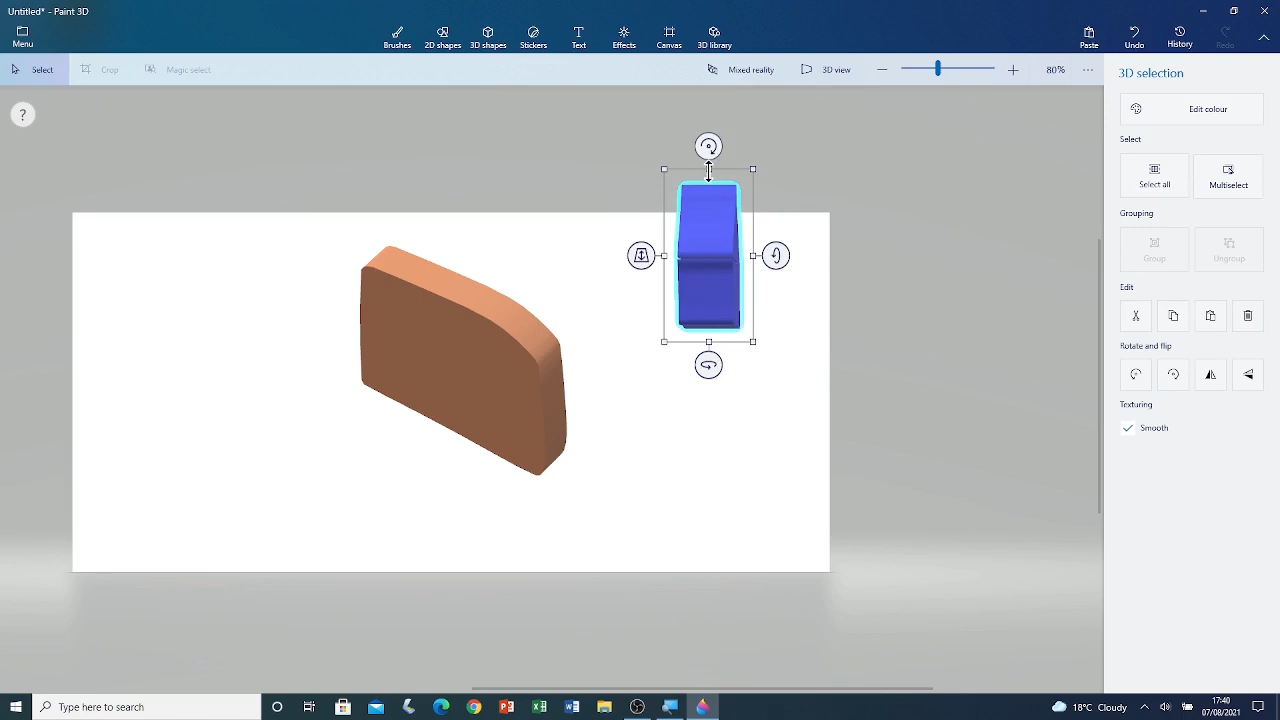 Untitled* - Paint 3D
Menu
Brushes
2D shapes
3D shapes
Stickers
Text
Effects
Canvas
3D library
Paste
Undo
History
Redo
Select
Crop
Magic select
Mixed reality
3D view
80%
?
3D selection
Edit colour
Select
Select all
Multiselect
Grouping
Group
Ungroup
Edit
Rotate and flip
Texturing
Smooth
Type here to search
18°C Cloudy
17:40
07/08/2021